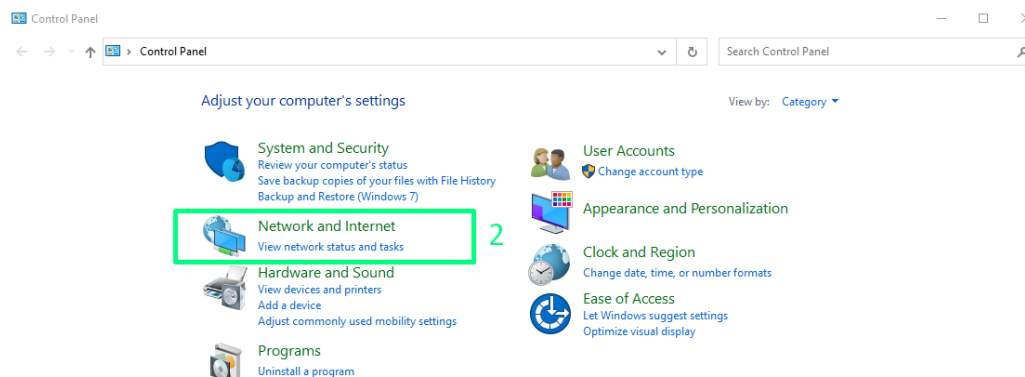 Control Panel
Control Panel
Search Control Panel
Adjust your computer's settings
View by: Category
System and Security
Review your computer's status
Save backup copies of your files with File History
Backup and Restore (Windows 7)
Network and Internet
View network status and tasks
2
Hardware and Sound
View devices and printers
Add a device
Adjust commonly used mobility settings
Programs
Uninstall a program
User Accounts
Change account type
Appearance and Personalization
Clock and Region
Change date, time, or number formats
Ease of Access
Let Windows suggest settings
Optimize visual display